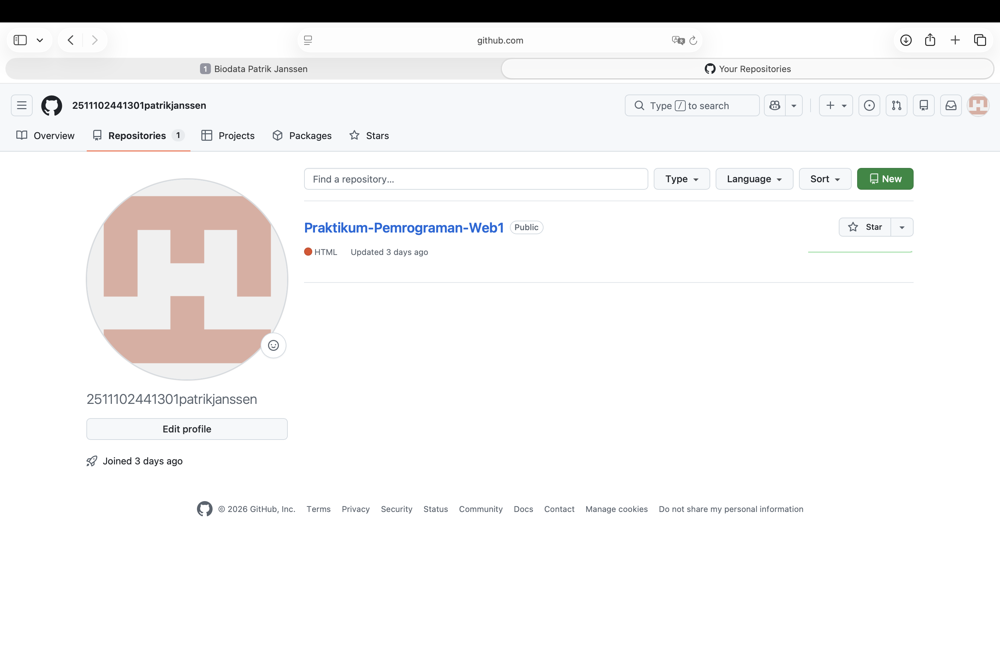 github.com
1 Biodata Patrik Janssen
Your Repositories
2511102441301patrikjanssen
Type / to search
Overview
Repositories 1
Projects
Packages
Stars
Find a repository...
Type
Language
Sort
New
Praktikum-Pemrograman-Web1 Public
Star
HTML Updated 3 days ago
2511102441301patrikjanssen
Edit profile
Joined 3 days ago
© 2026 GitHub, Inc. Terms Privacy Security Status Community Docs Contact Manage cookies Do not share my personal information